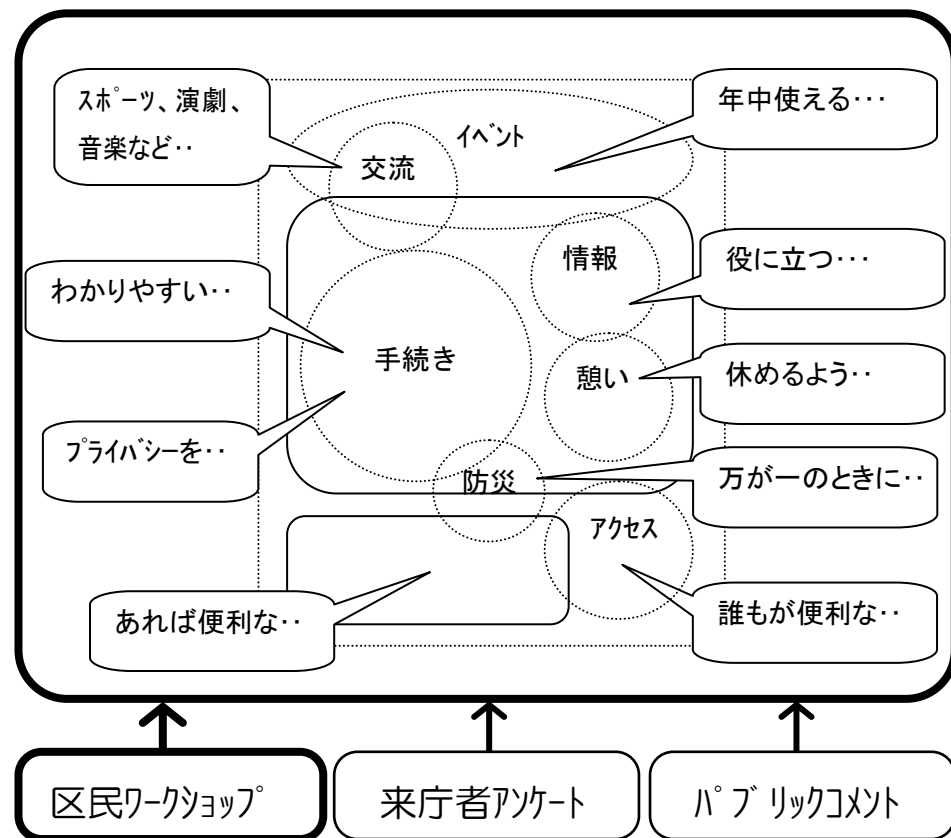 スポーツ、演劇、
音楽など‥
年中使える…
イベント
交流
情報
役に立つ…
わかりやすい‥
手続き
憩い
休めるよう‥
プライバシーを‥
防災
万が一のときに‥
アクセス
あれば便利な‥
誰もが便利な‥
区民ワークショップ
来庁者アンケート
パブリックコメント